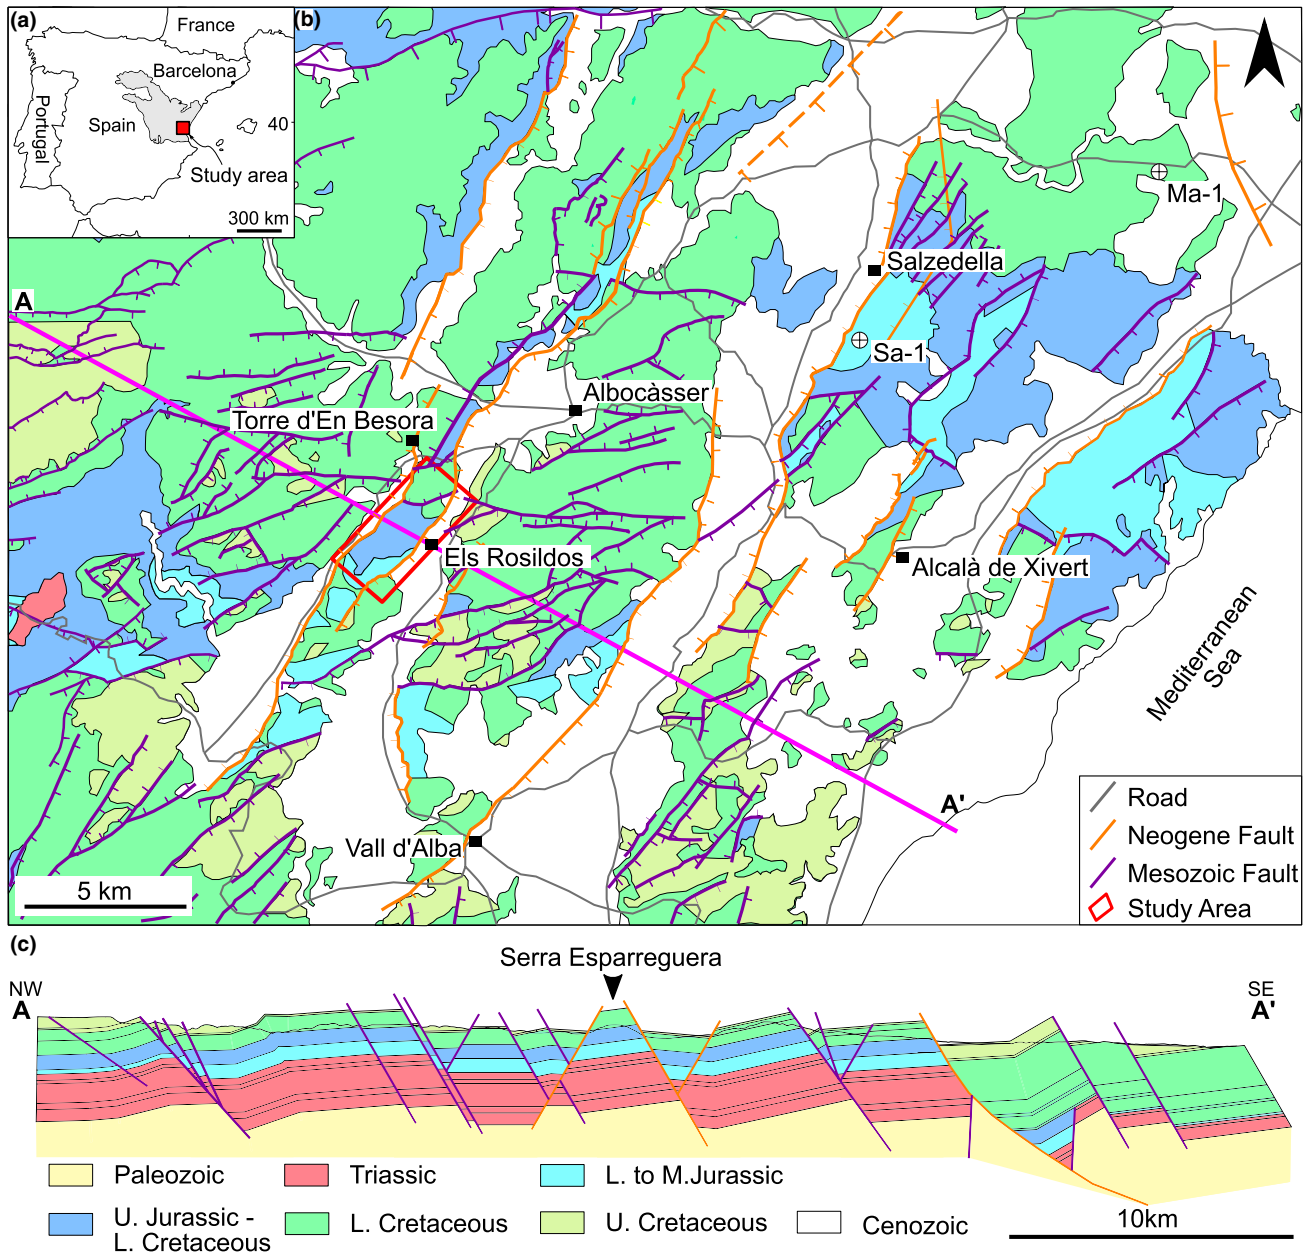 (a)
France
Barcelona
Portugal
Spain
40
Study area
300 km
(b)
Ma-1
Salzedella
Sa-1
A
Albocàsser
Torre d'En Besora
Els Rosildos
Alcalà de Xivert
Mediterranean
Sea
A'
Vall d'Alba
5 km
Road
Neogene Fault
Mesozoic Fault
Study Area
(c)
Serra Esparreguera
NW
A
SE
A'
Paleozoic
Triassic
L. to M.Jurassic
U. Jurassic -
L. Cretaceous
L. Cretaceous
U. Cretaceous
Cenozoic
10km